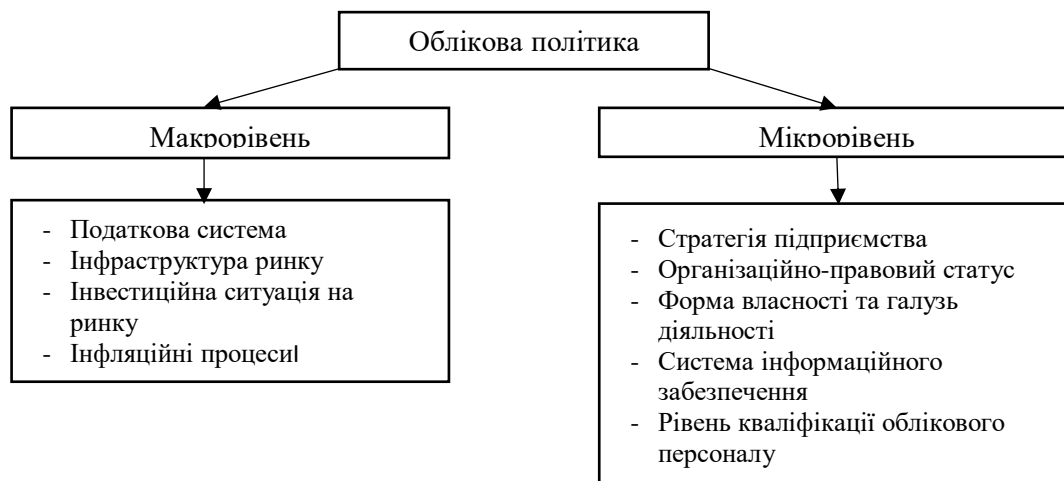 Облікова політика
Макрорівень
Мікрорівень
- Податкова система
- Інфраструктура ринку
- Інвестиційна ситуація на
ринку
- Інфляційні процеси
- Стратегія підприємства
- Організаційно-правовий статус
- Форма власності та галузь
діяльності
- Система інформаційного
забезпечення
- Рівень кваліфікації облікового
персоналу